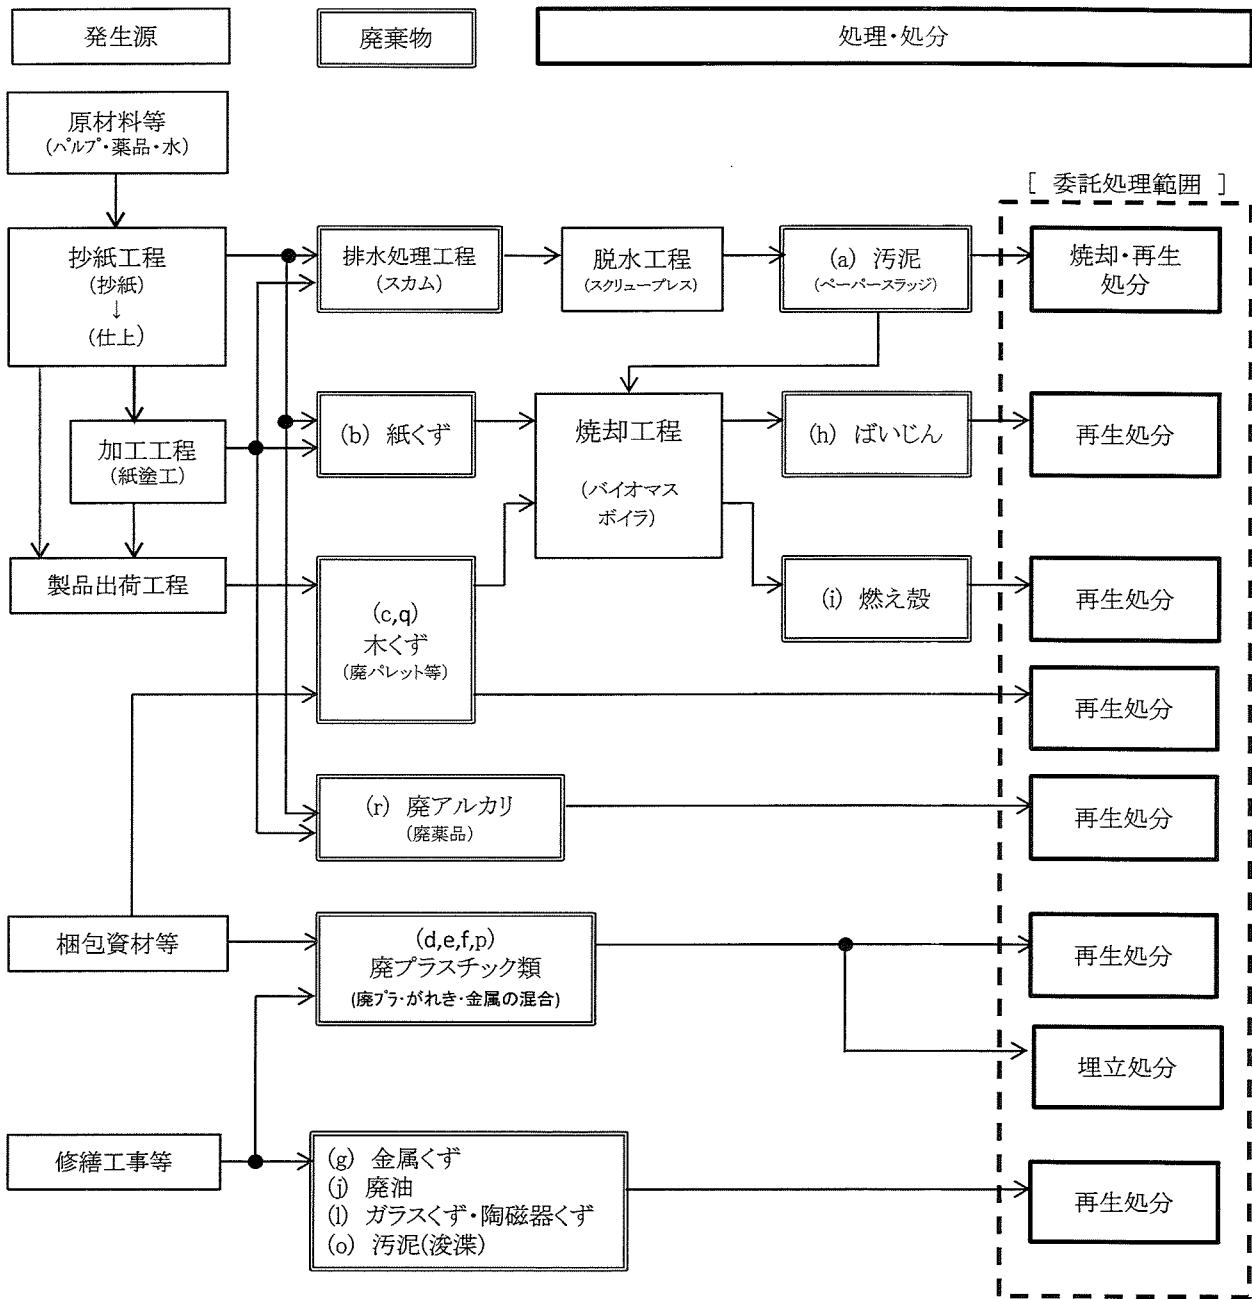 発生源
廃棄物
処理・処分
原材料等
(パルプ・薬品・水)
[ 委託処理範囲 ]
抄紙工程
(抄紙)
↓
(仕上)
排水処理工程
(スカム)
脱水工程
(スクリュープレス)
(a) 汚泥
(ペーパースラッジ)
焼却・再生
処分
加工工程
(紙塗工)
(b) 紙くず
焼却工程
(バイオマス
ボイラ)
(h) ばいじん
再生処分
製品出荷工程
(c,q)
木くず
(廃パレット等)
(i) 燃え殻
再生処分
再生処分
(r) 廃アルカリ
(廃薬品)
再生処分
梱包資材等
(d,e,f,p)
廃プラスチック類
(廃プラ・がれき・金属の混合)
再生処分
埋立処分
修繕工事等
(g) 金属くず
(j) 廃油
(l) ガラスくず・陶磁器くず
(o) 汚泥(浚渫)
再生処分